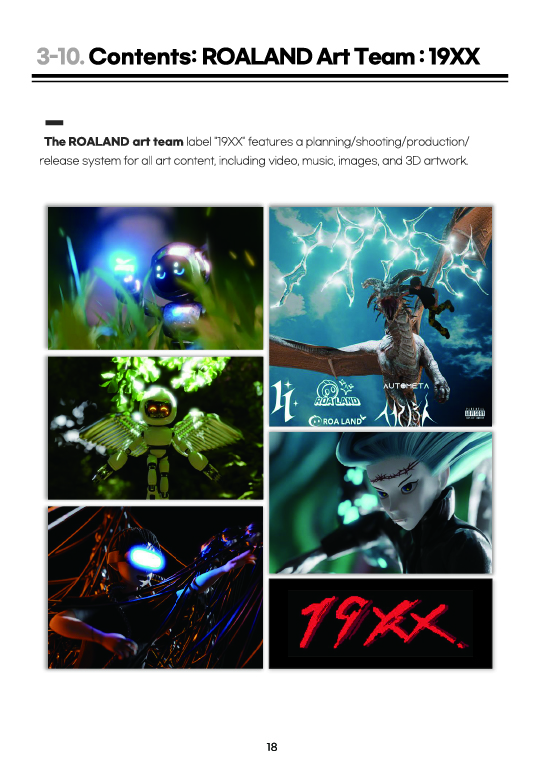 3-10. Contents: ROALAND Art Team : 19XX
The ROALAND art team label "19XX" features a planning/shooting/production/
release system for all art content, including video, music, images, and 3D artwork.
ROALAND
AUTOMETA
ROA LAND
19XX.
18